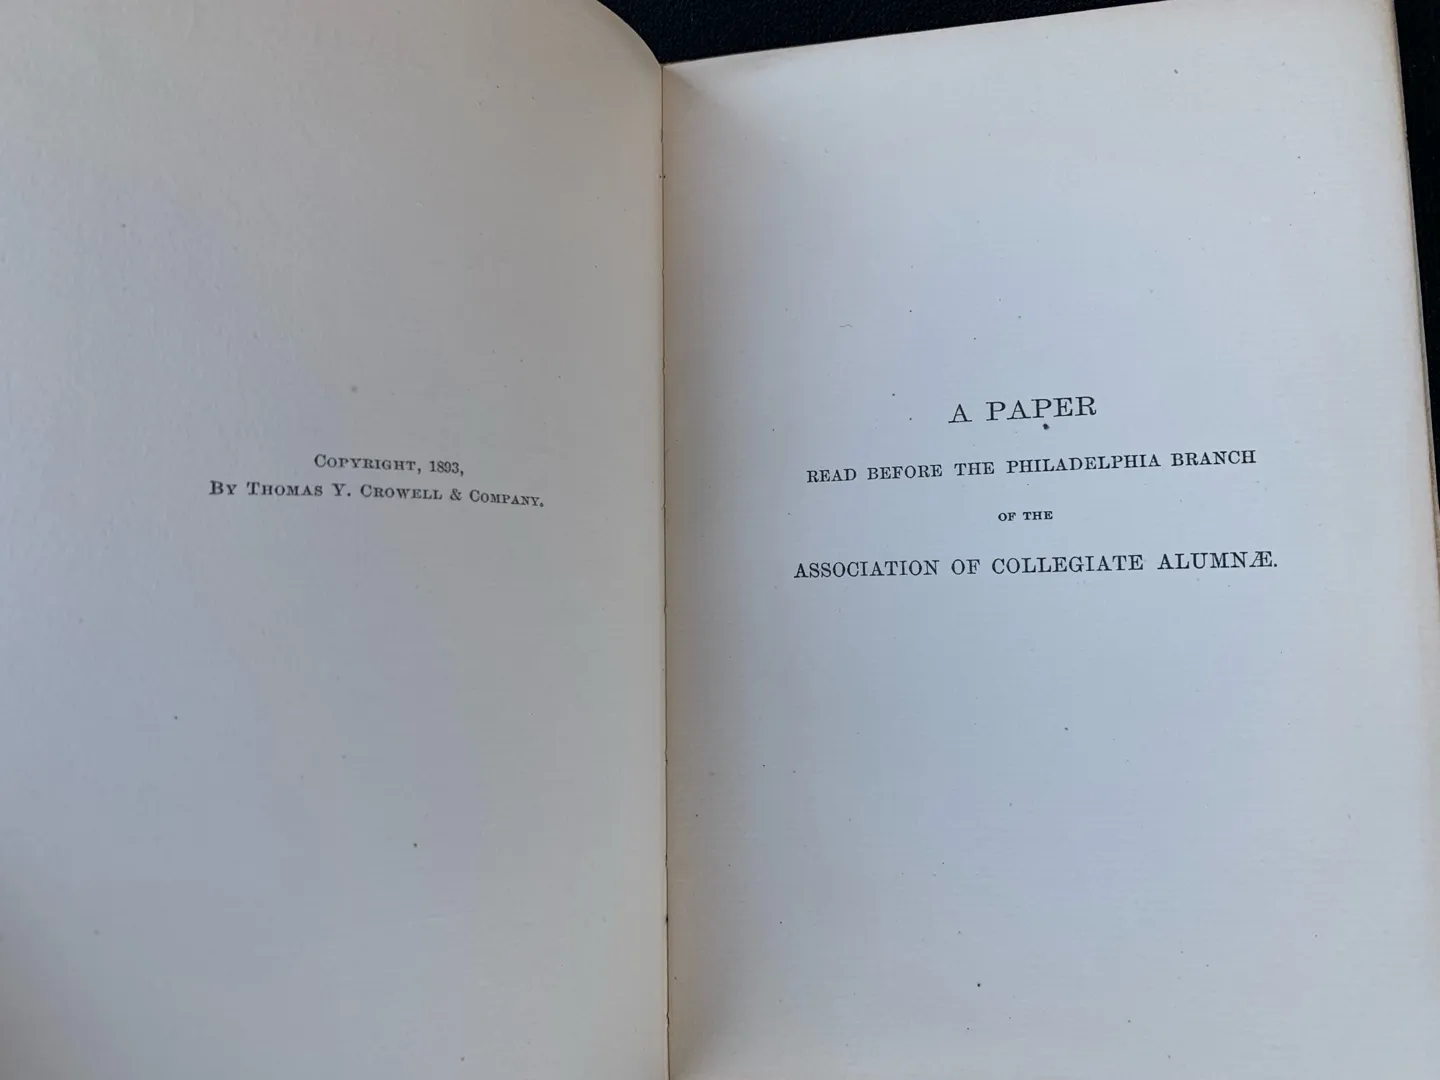 Copyright, 1893,
By Thomas Y. Crowell & Company.
A PAPER
READ BEFORE THE PHILADELPHIA BRANCH
OF THE
ASSOCIATION OF COLLEGIATE ALUMNÆ.